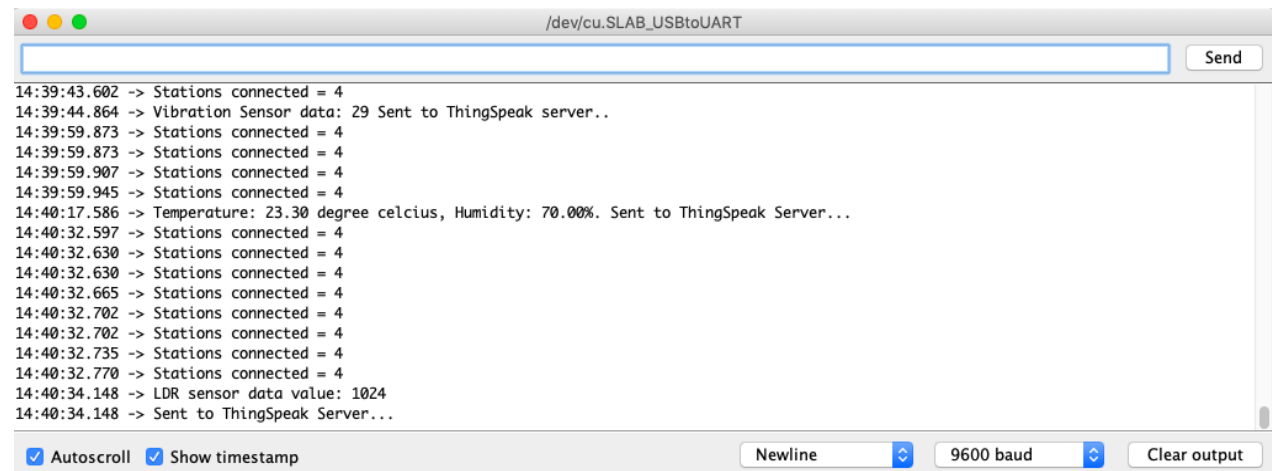 /dev/cu.SLAB_USBtoUART
Send
14:39:43.602 -> Stations connected = 4
14:39:44.864 -> Vibration Sensor data: 29 Sent to ThingSpeak server..
14:39:59.873 -> Stations connected = 4
14:39:59.873 -> Stations connected = 4
14:39:59.907 -> Stations connected = 4
14:39:59.945 -> Stations connected = 4
14:40:17.586 -> Temperature: 23.30 degree celcius, Humidity: 70.00%. Sent to ThingSpeak Server...
14:40:32.597 -> Stations connected = 4
14:40:32.630 -> Stations connected = 4
14:40:32.630 -> Stations connected = 4
14:40:32.665 -> Stations connected = 4
14:40:32.702 -> Stations connected = 4
14:40:32.702 -> Stations connected = 4
14:40:32.735 -> Stations connected = 4
14:40:32.770 -> Stations connected = 4
14:40:34.148 -> LDR sensor data value: 1024
14:40:34.148 -> Sent to ThingSpeak Server...
Autoscroll Show timestamp Newline 9600 baud Clear output